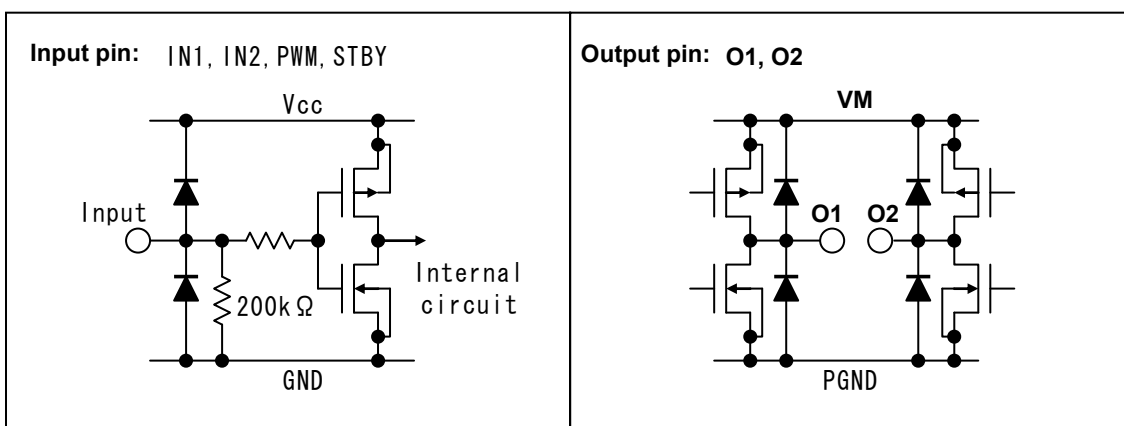 Input pin: IN1, IN2, PWM, STBY
Vcc
Input
Internal
circuit
200kΩ
GND
Output pin: O1, O2
VM
O1 O2
PGND